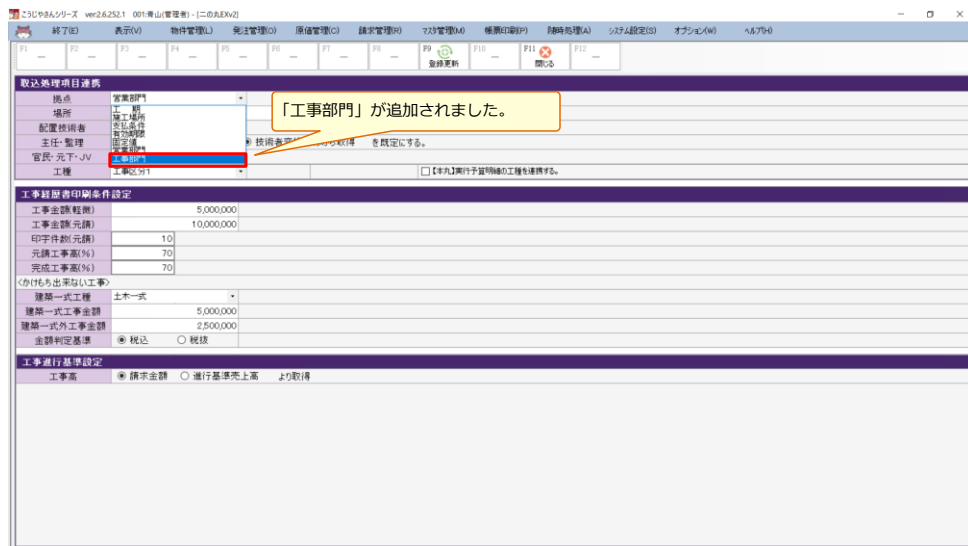 こうじやさんシリーズ ver2.6.252.1 001:青山(管理者) - [二の丸EXv2]
終了(E) 表示(V) 物件管理(L) 発注管理(O) 原価管理(C) 請求管理(R) マスタ管理(M) 帳票印刷(P) 随時処理(A) システム設定(S) オプション(W) ヘルプ(H)
F1 F2 F3 F4 F5 F6 F7 F8 F9 F10 F11 F12
登録更新 閉じる
取込処理項目連携
拠点 営業部門
「工事部門」が追加されました。
場所 工 期
施工場所
配置技術者 支払条件
有効期限
主任・監理 固定値 技術者 から取得 を既定にする。
営業部門
官民・元下・JV 工事部門
工種 工事区分1 【本丸】実行予算明細の工種を連携する。
工事経歴書印刷条件設定
工事金額(軽微) 5,000,000
工事金額(元請) 10,000,000
印字件数(元請) 10
元請工事高(%) 70
完成工事高(%) 70
<かけもち出来ない工事>
建築一式工種 土木一式
建築一式工事金額 5,000,000
建築一式外工事金額 2,500,000
金額判定基準 税込 税抜
工事進行基準設定
工事高 請求金額 進行基準売上高 より取得